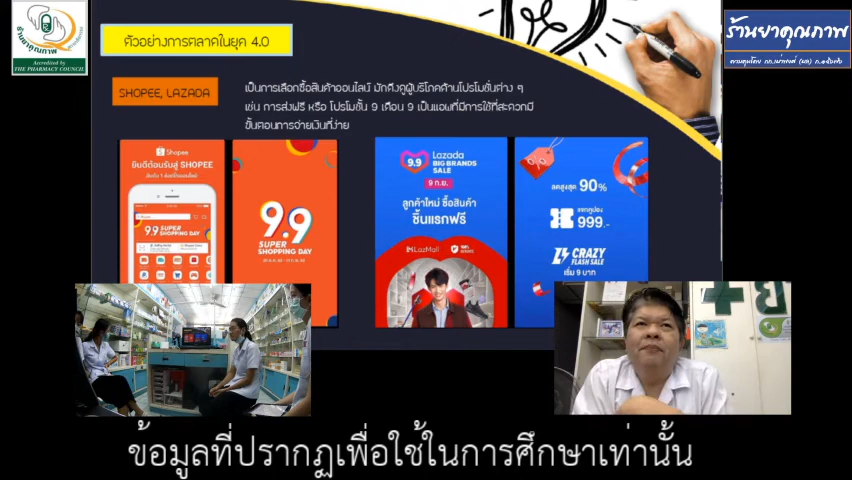 ร้านยาคุณภาพ
Accredited by
THE PHARMACY COUNCIL
ตัวอย่างการตลาดในยุค 4.0
ร้านยาคุณภาพ
SHOPEE, LAZADA
เป็นการเลือกซื้อสินค้าออนไลน์ มักดึงดูผู้บริโภคด้านโปรโมชั่นต่าง ๆ
เช่น การส่งฟรี หรือ โปรโมชั่น 9 เดือน 9 เป็นแอพที่มีการใช้ที่สะดวกมี
ขั้นตอนการจ่ายเงินที่ง่าย
Shopee
ยินดีต้อนรับสู่ SHOPEE
9.9 SUPER
SHOPPING DAY
9.9
SUPER
SHOPPING DAY
9.9
Lazada
BIG BRANDS
SALE
9 ก.ย.
ลูกค้าใหม่ ซื้อสินค้า
ชิ้นแรกฟรี
LazMall
ลดสูงสุด 90%
แจกคูปอง
999.-
CRAZY
FLASH SALE
เริ่ม 9 บาท
ข้อมูลที่ปรากฏเพื่อใช้ในการศึกษาเท่านั้น